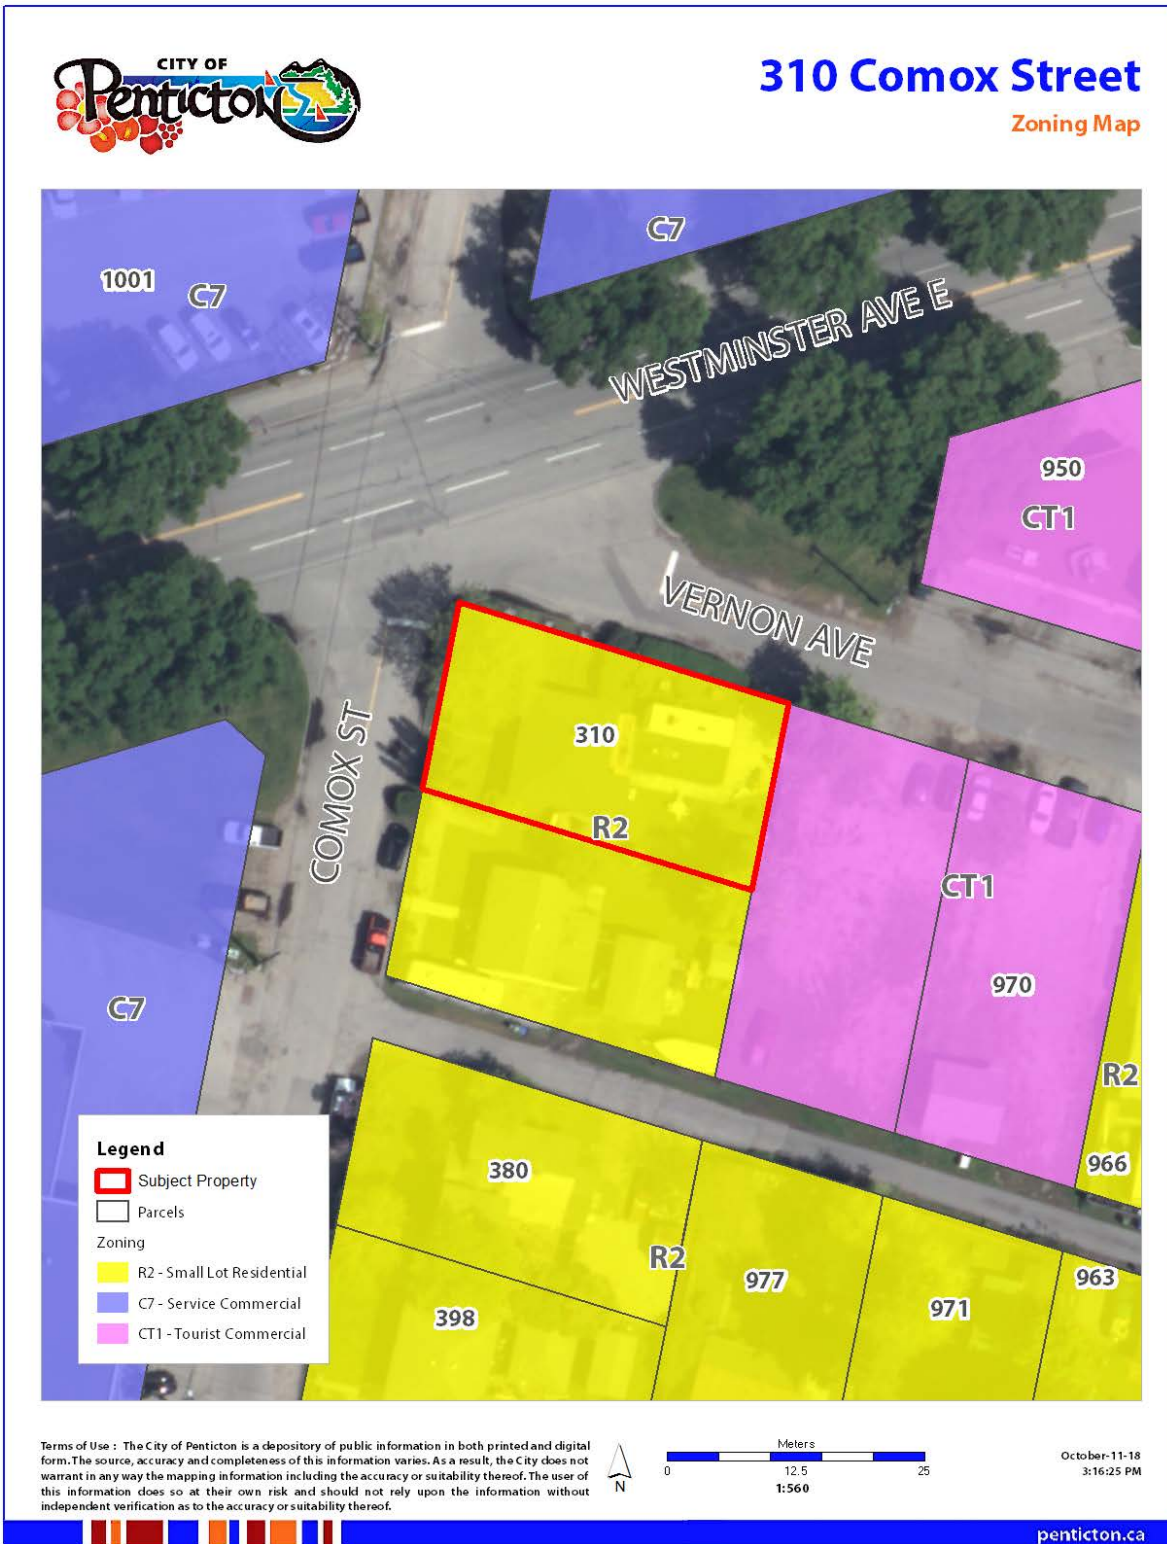 CITY OF
Penticton
310 Comox Street
Zoning Map
C7
1001
C7
WESTMINSTER AVE E
950
CT1
VERNON AVE
310
COMOX ST
R2
CT1
970
C7
R2
966
380
R2
977
963
971
398
Legend
Subject Property
Parcels
Zoning
R2 - Small Lot Residential
C7 - Service Commercial
CT1 - Tourist Commercial
Terms of Use : The City of Penticton is a depository of public information in both printed and digital
form. The source, accuracy and completeness of this information varies. As a result, the City does not
warrant in any way the mapping information including the accuracy or suitability thereof. The user of
this information does so at their own risk and should not rely upon the information without
independent verification as to the accuracy or suitability thereof.
N
Meters
0 12.5 25
1:560
October-11-18
3:16:25 PM
penticton.ca